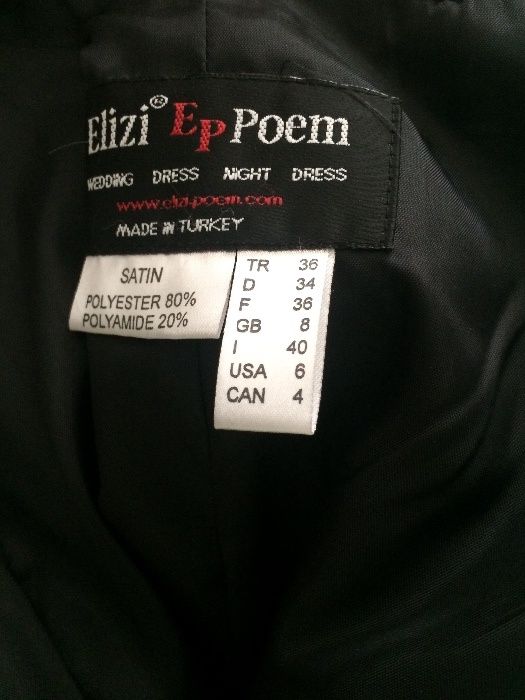 Elizi® EP Poem
WEDDING DRESS NIGHT DRESS
www.elizi-poem.com
MADE IN TURKEY
SATIN
POLYESTER 80%
POLYAMIDE 20%
TR 36
D 34
F 36
GB 8
I 40
USA 6
CAN 4